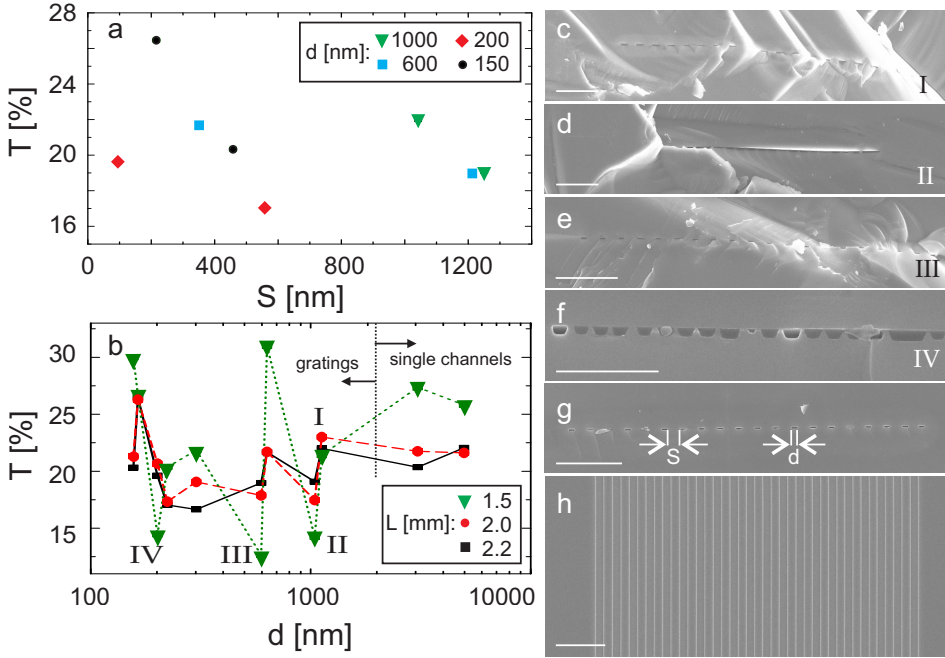 a
d [nm]: 1000 200
600 150
T [%]
28
24
20
16
0 400 800 1200
S [nm]
b
gratings single channels
T [%]
30
25
20
15
I
II
III
IV
L [mm]: 1.5
2.0
2.2
100 1000 10000
d [nm]
c
I
d
II
e
III
f
IV
g
S d
h